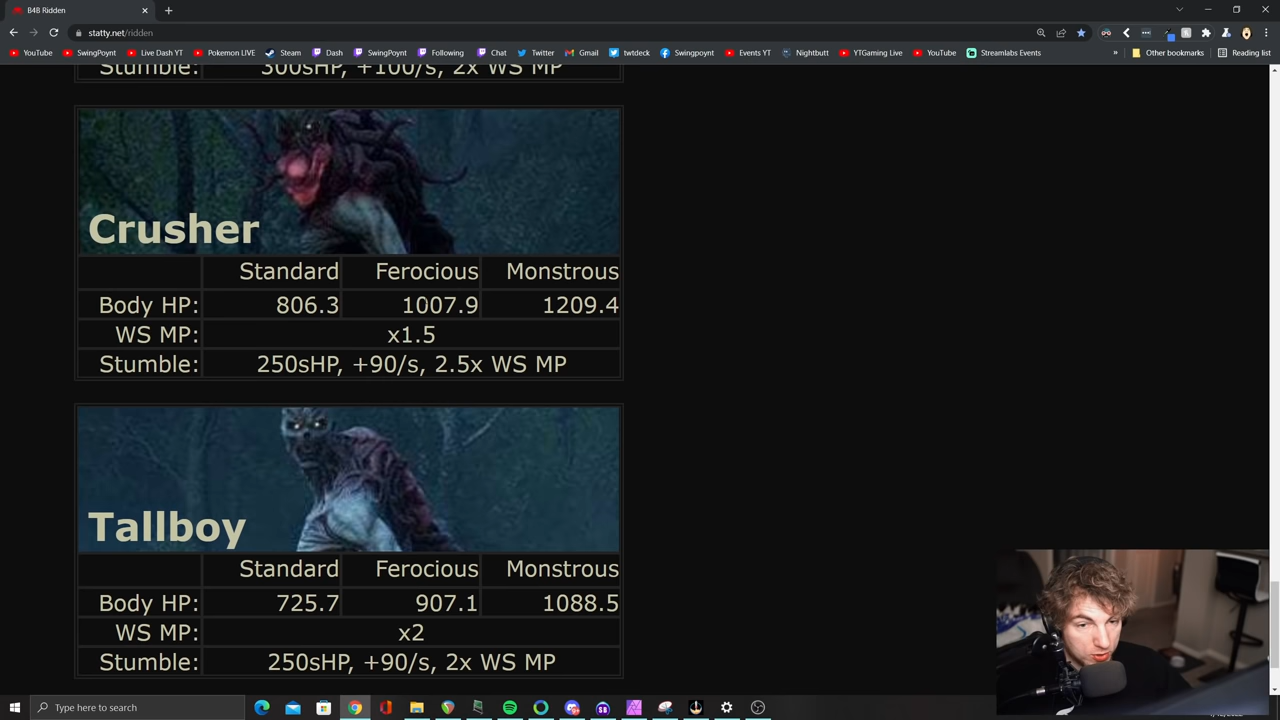 B4B Ridden
statty.net/ridden
YouTube SwingPoynt Live Dash YT Pokemon LIVE Steam Dash SwingPoynt Following Chat Twitter Gmail twtdeck Swingpoynt Events YT Nightbutt YTGaming Live YouTube Streamlabs Events » Other bookmarks Reading list
Stumble: 300sHP, +100/s, 2x WS MP
Crusher
Standard Ferocious Monstrous
Body HP: 806.3 1007.9 1209.4
WS MP: x1.5
Stumble: 250sHP, +90/s, 2.5x WS MP
Tallboy
Standard Ferocious Monstrous
Body HP: 725.7 907.1 1088.5
WS MP: x2
Stumble: 250sHP, +90/s, 2x WS MP
Type here to search